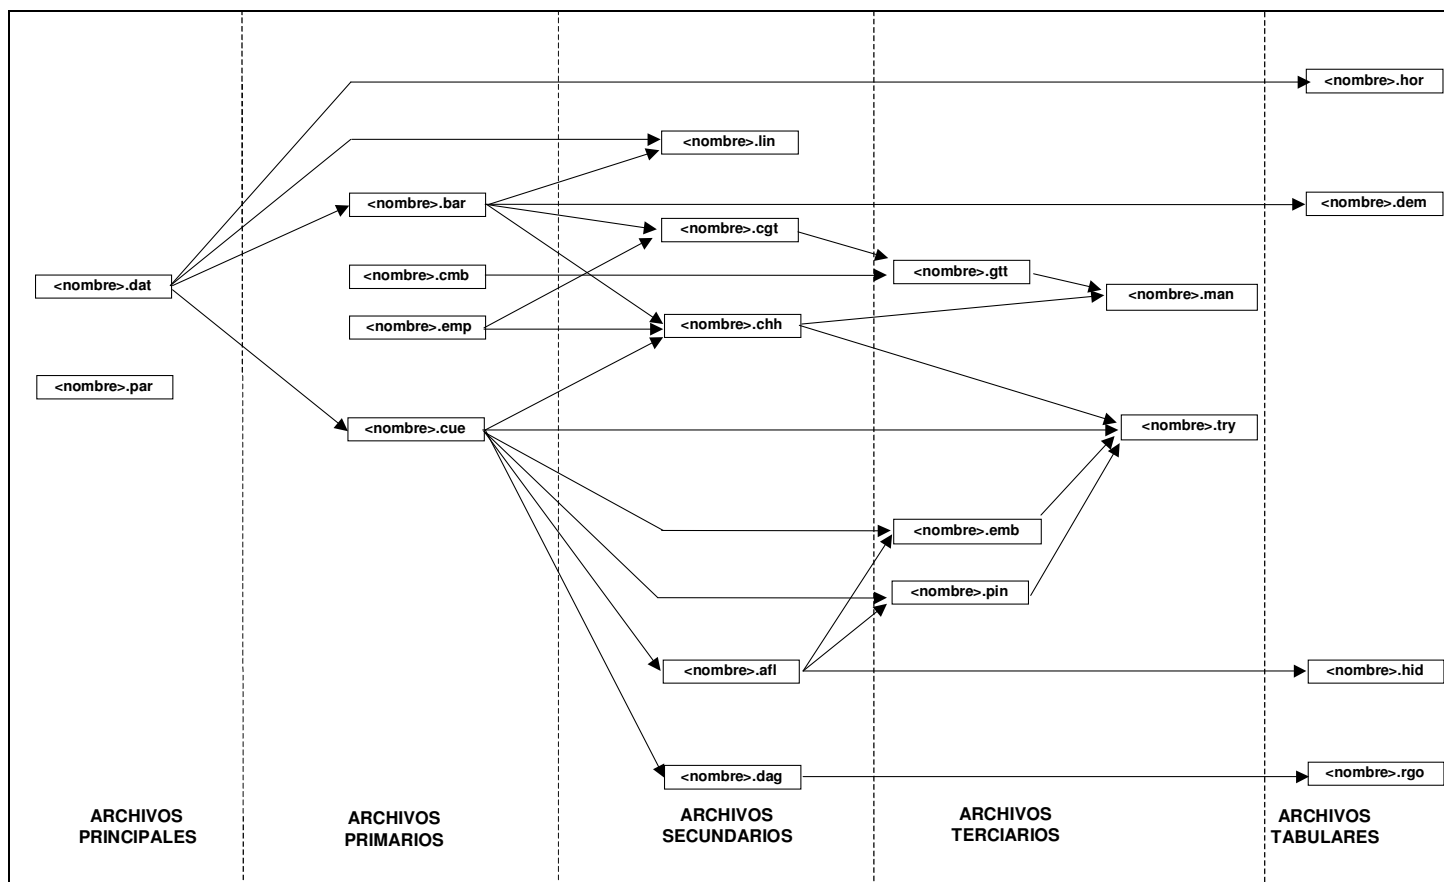 <nombre>.hor
<nombre>.lin
<nombre>.bar
<nombre>.dem
<nombre>.cgt
<nombre>.cmb
<nombre>.gtt
<nombre>.dat
<nombre>.man
<nombre>.emp
<nombre>.chh
<nombre>.par
<nombre>.cue
<nombre>.try
<nombre>.emb
<nombre>.pin
<nombre>.afl
<nombre>.hid
<nombre>.dag
<nombre>.rgo
ARCHIVOS
PRINCIPALES
ARCHIVOS
PRIMARIOS
ARCHIVOS
SECUNDARIOS
ARCHIVOS
TERCIARIOS
ARCHIVOS
TABULARES